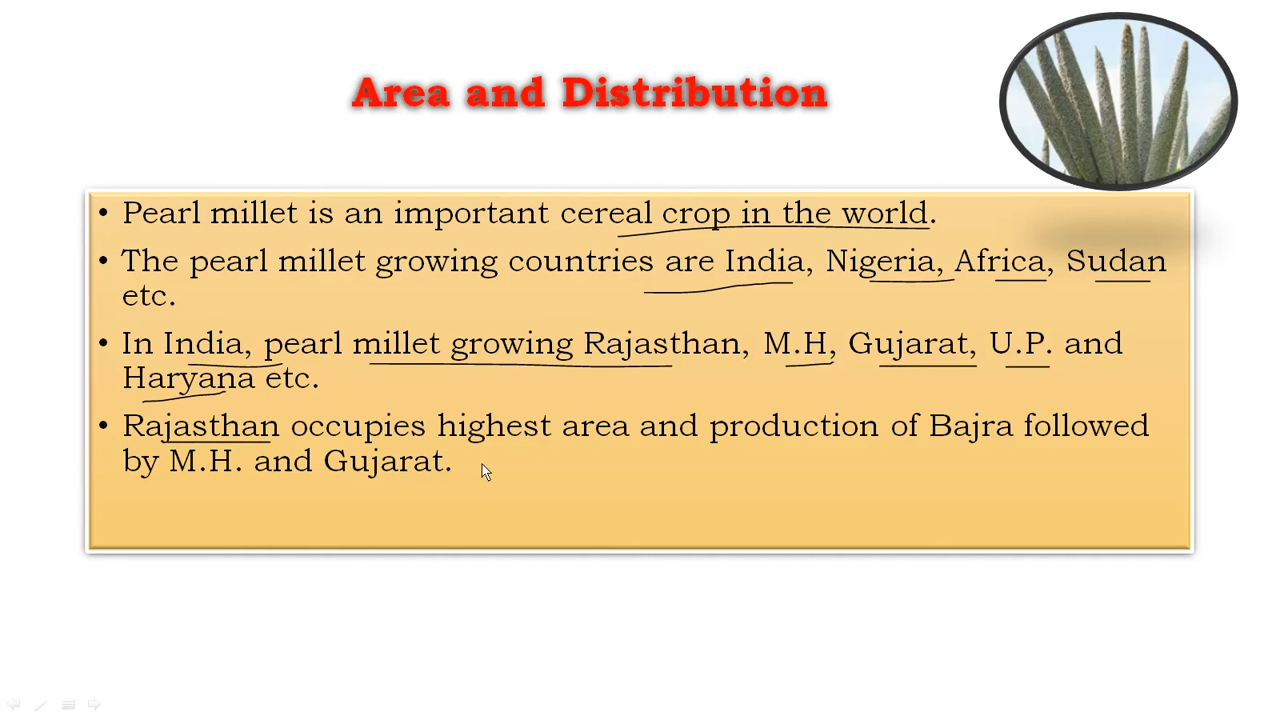 Area and Distribution
• Pearl millet is an important cereal crop in the world.
• The pearl millet growing countries are India, Nigeria, Africa, Sudan
etc.
• In India, pearl millet growing Rajasthan, M.H, Gujarat, U.P. and
Haryana etc.
• Rajasthan occupies highest area and production of Bajra followed
by M.H. and Gujarat.